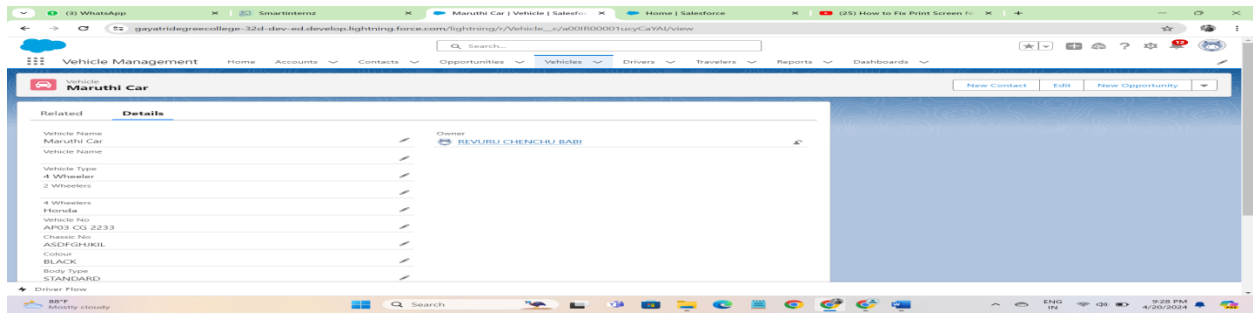 (3) WhatsApp
Smartinternz
Maruthi Car | Vehicle | Salesfor
Home | Salesforce
(25) How to Fix Print Screen N
gayatridegreecollege-32d-dev-ed.develop.lightning.force.com/lightning/r/Vehicle__c/
Search...
Vehicle Management Home Accounts Contacts Opportunities Vehicles Drivers Travelers Reports Dashboards
Vehicle
Maruthi Car
New Contact Edit New Opportunity
Related Details
Vehicle Name
Maruthi Car
Owner
REVURU CHENCHU BABI
Vehicle Name
Vehicle Type
4 Wheeler
2 Wheelers
4 Wheelers
Honda
Vehicle No
AP03 CG 2233
Chassic No
ASDFGHJKIL
Colour
BLACK
Body Type
STANDARD
Driver Flow
88°F
Mostly cloudy
Search
ENG
IN
9:28 PM
4/20/2024